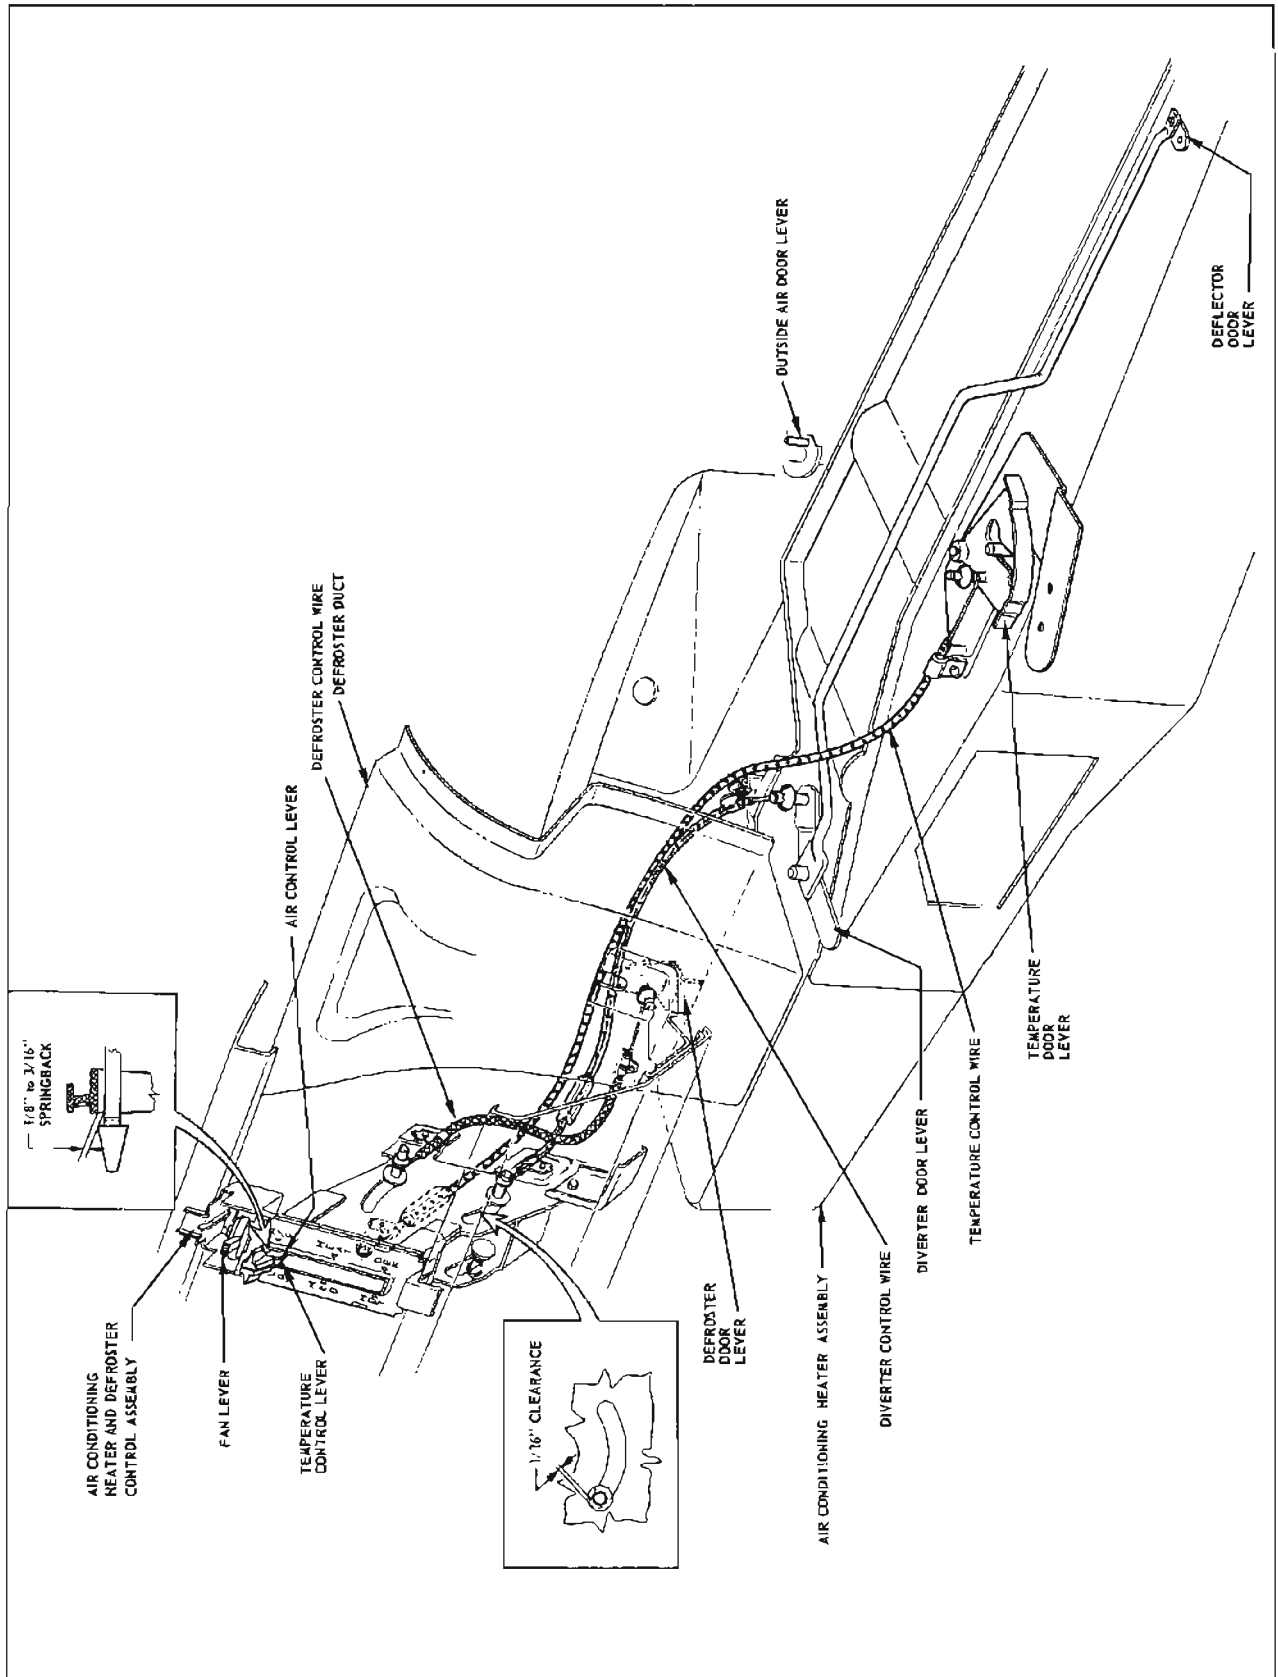 1/8" to 3/16"
SPRINGBACK
AIR CONDITIONING
HEATER AND DEFROSTER
CONTROL ASSEMBLY
FAN LEVER
TEMPERATURE
CONTROL LEVER
AIR CONTROL LEVER
DEFROSTER CONTROL WIRE
DEFROSTER DUCT
OUTSIDE AIR DOOR LEVER
DEFLECTOR
DOOR
LEVER
1/16" CLEARANCE
DEFROSTER
DOOR
LEVER
AIR CONDITIONING HEATER ASSEMBLY
DIVERTER CONTROL WIRE
DIVERTER DOOR LEVER
TEMPERATURE CONTROL WIRE
TEMPERATURE
DOOR
LEVER